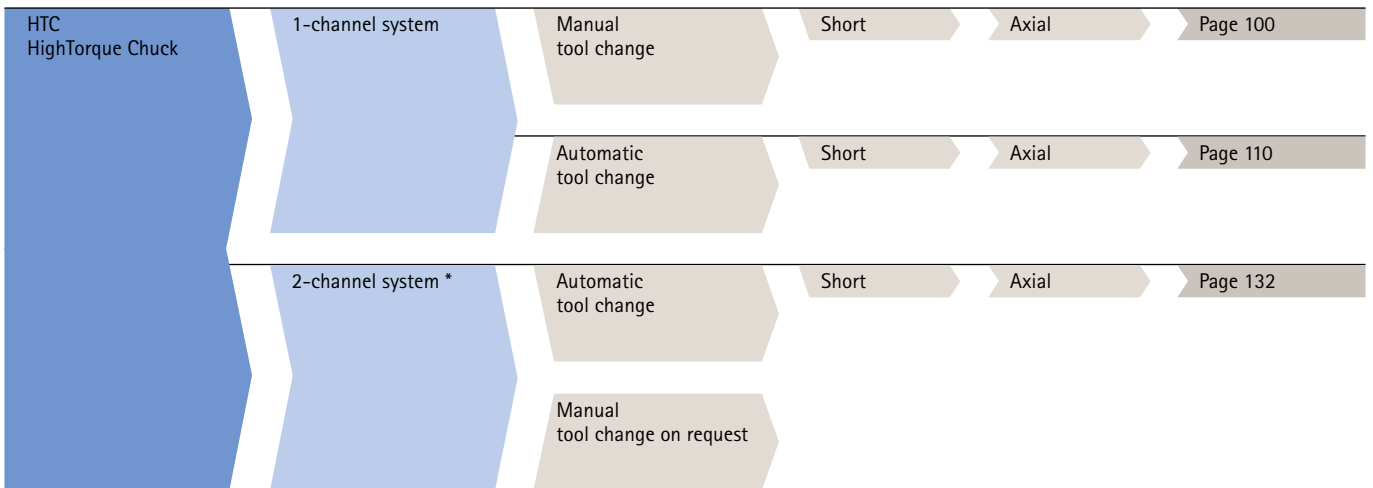 HTC
HighTorque Chuck
1-channel system
Manual
tool change
Short
Axial
Page 100
Automatic
tool change
Short
Axial
Page 110
2-channel system *
Automatic
tool change
Short
Axial
Page 132
Manual
tool change on request